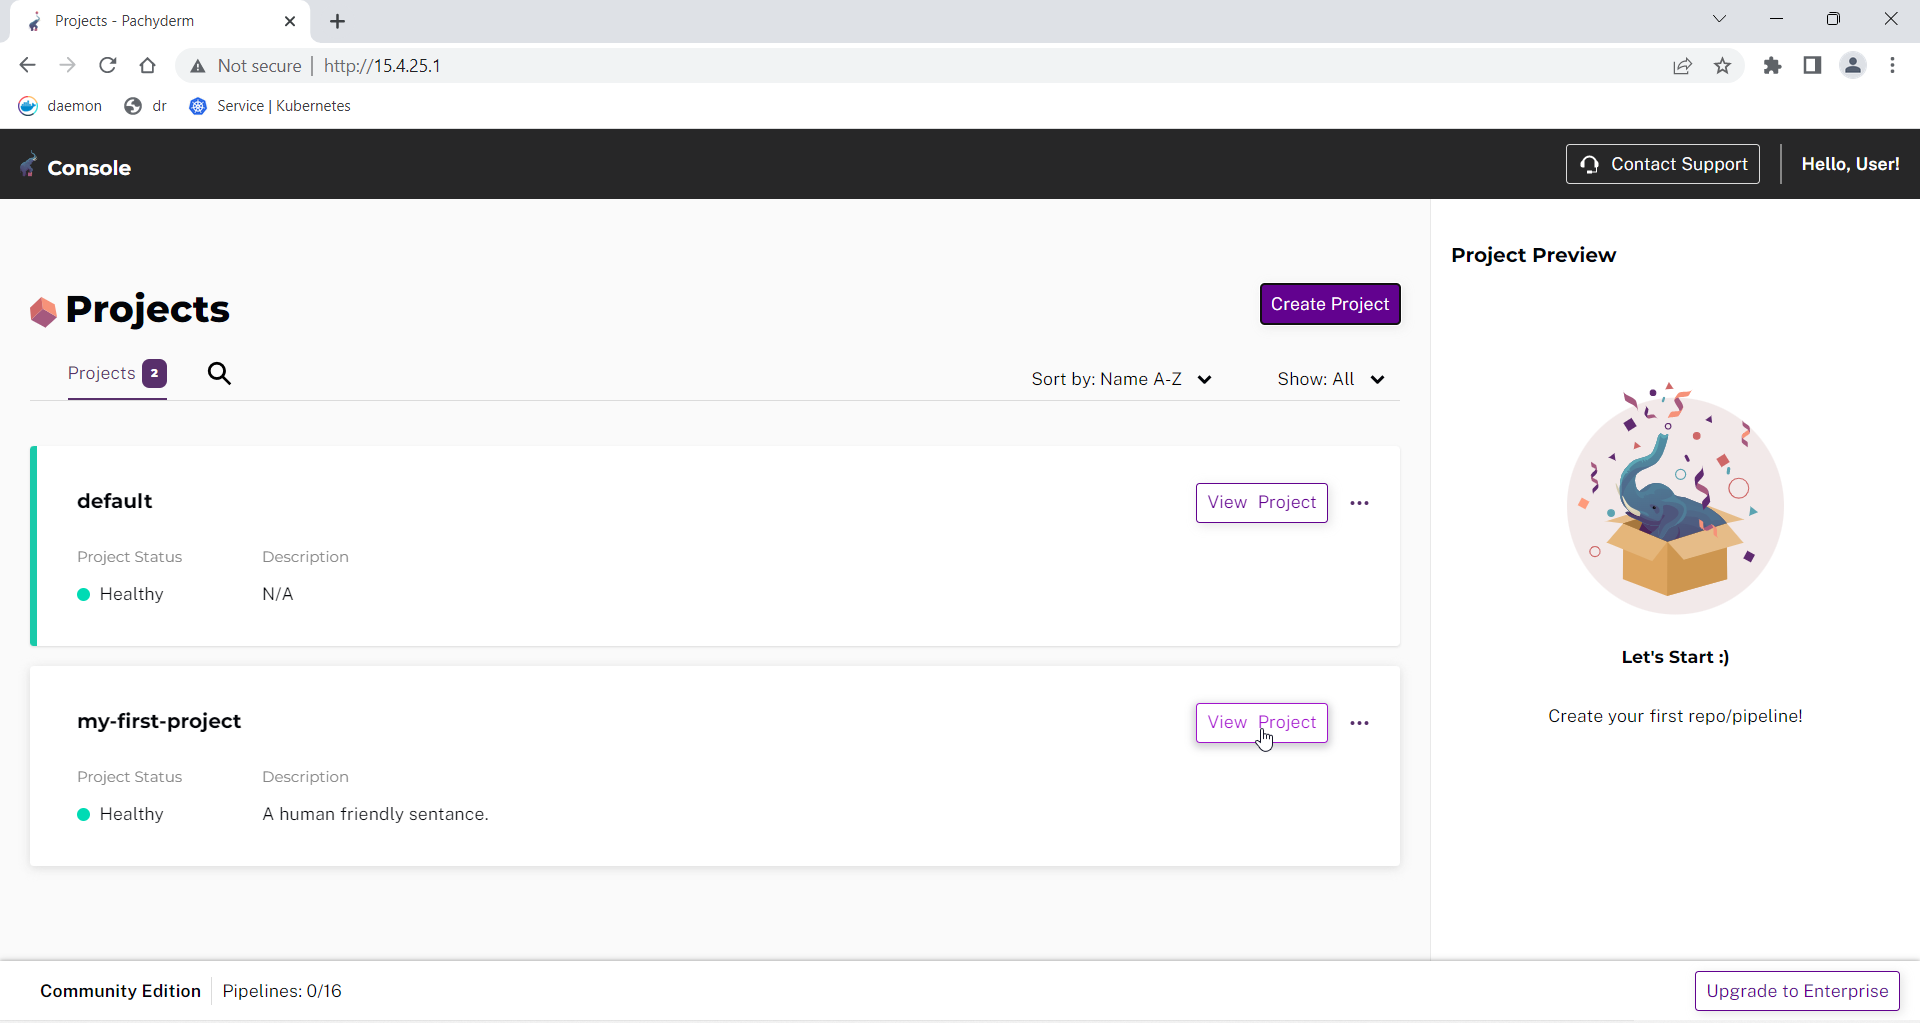 Projects - Pachyderm
Not secure | http://15.4.25.1
daemon dr Service | Kubernetes
Console
Contact Support
Hello, User!
Project Preview
Projects
Create Project
Projects 2
Sort by: Name A-Z
Show: All
default
View Project
Project Status Description
Healthy N/A
Let's Start :)
Create your first repo/pipeline!
my-first-project
View Project
Project Status Description
Healthy A human friendly sentance.
Community Edition Pipelines: 0/16
Upgrade to Enterprise